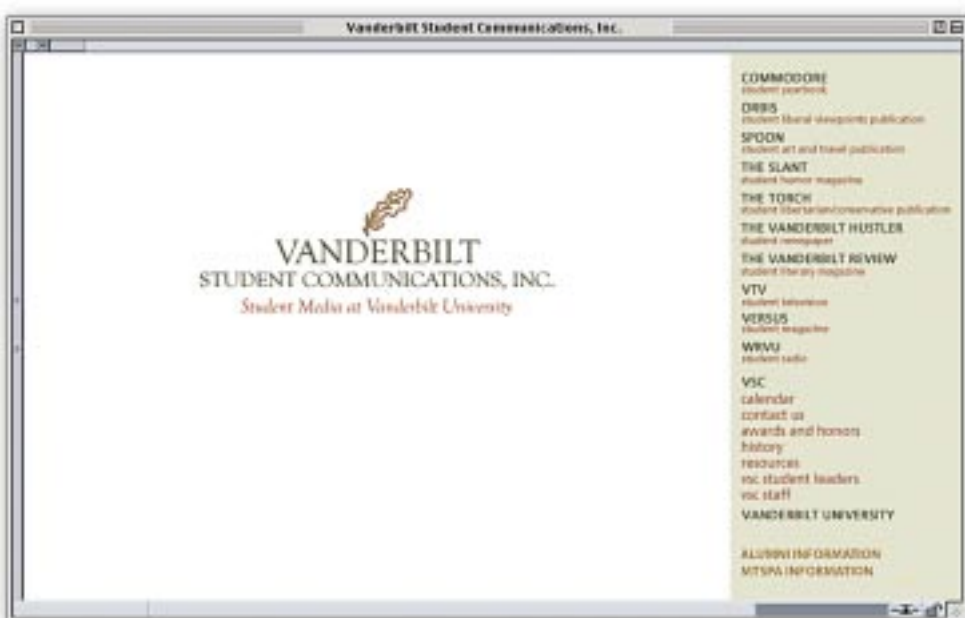 Vanderbilt Student Communications, Inc.
VANDERBILT
STUDENT COMMUNICATIONS, INC.
Student Media at Vanderbilt University
COMMODORE
student yearbook
ORBIS
student liberal viewpoints publication
SPOON
student art and travel publication
THE SLANT
student humor magazine
THE TORCH
student libertarian/conservative publication
THE VANDERBILT HUSTLER
student newspaper
THE VANDERBILT REVIEW
student literary magazine
VTV
student television
VERSUS
student magazine
WRVU
student radio
VSC
calendar
contact us
awards and honors
history
resources
vsc student leaders
vsc staff
VANDERBILT UNIVERSITY
ALUMNI INFORMATION
MTSPA INFORMATION